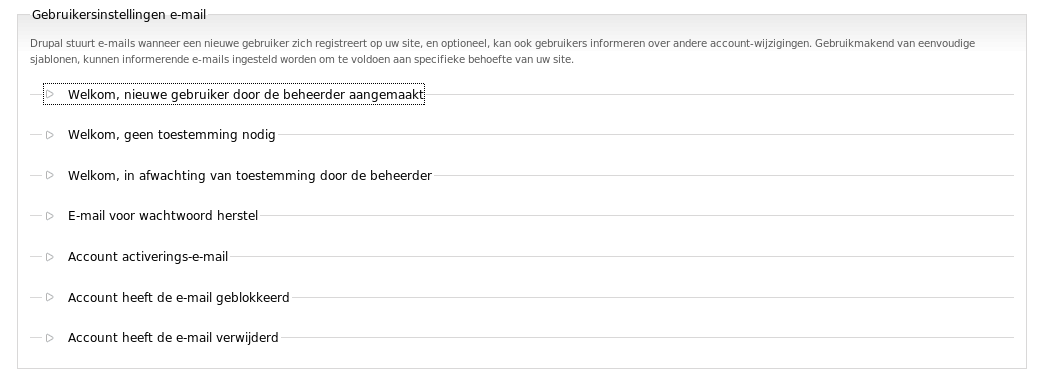 Gebruikersinstellingen e-mail
Drupal stuurt e-mails wanneer een nieuwe gebruiker zich registreert op uw site, en optioneel, kan ook gebruikers informeren over andere account-wijzigingen. Gebruikmakend van eenvoudige
sjablonen, kunnen informerende e-mails ingesteld worden om te voldoen aan specifieke behoefte van uw site.
Welkom, nieuwe gebruiker door de beheerder aangemaakt
Welkom, geen toestemming nodig
Welkom, in afwachting van toestemming door de beheerder
E-mail voor wachtwoord herstel
Account activerings-e-mail
Account heeft de e-mail geblokkeerd
Account heeft de e-mail verwijderd